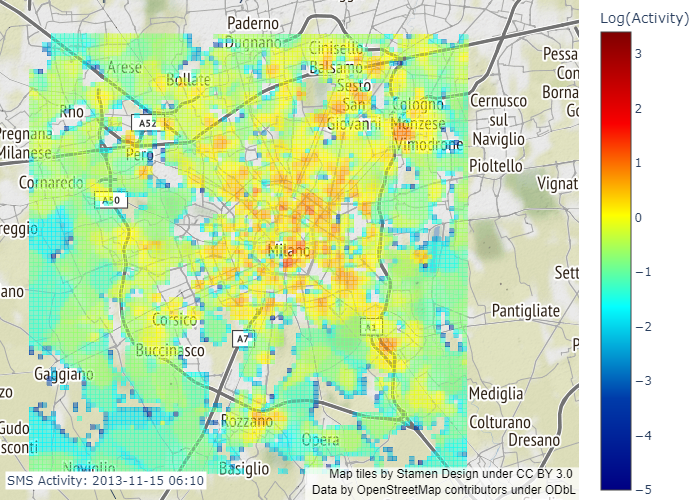 Log(Activity)
3
2
1
0
−1
−2
−3
−4
−5
Paderno
Dugnano
Cinisello
Balsamo
Arese
Bollate
Sesto
San
Giovanni
Rho
A52
Cologno
Monzese
Vimodrone
Cernusco
sul
Naviglio
Pessa
Con
Borna
Go
Pregnana
Milanese
Pero
Pioltello
Cornaredo
Vignat
A50
reggio
Milano
Sett
ano
Pantigliate
Corsico
A1
A7
P
Buccinasco
Gaggiano
zo
Mediglia
Rozzano
Colturano
Gudo
sconti
Opera
Dresano
Noviglio
Basiglio
SMS Activity: 2013-11-15 06:10
Map tiles by Stamen Design under CC BY 3.0
Data by OpenStreetMap contributors under ODbL